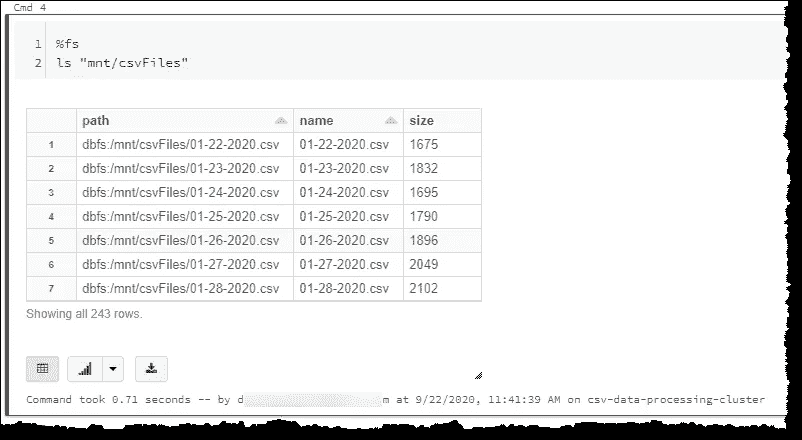 Cmd 4
1 %fs
2 ls "mnt/csvFiles"
path name size
1 dbfs:/mnt/csvFiles/01-22-2020.csv 01-22-2020.csv 1675
2 dbfs:/mnt/csvFiles/01-23-2020.csv 01-23-2020.csv 1832
3 dbfs:/mnt/csvFiles/01-24-2020.csv 01-24-2020.csv 1695
4 dbfs:/mnt/csvFiles/01-25-2020.csv 01-25-2020.csv 1790
5 dbfs:/mnt/csvFiles/01-26-2020.csv 01-26-2020.csv 1896
6 dbfs:/mnt/csvFiles/01-27-2020.csv 01-27-2020.csv 2049
7 dbfs:/mnt/csvFiles/01-28-2020.csv 01-28-2020.csv 2102
Showing all 243 rows.
Command took 0.71 seconds -- by d m at 9/22/2020, 11:41:39 AM on csv-data-processing-cluster